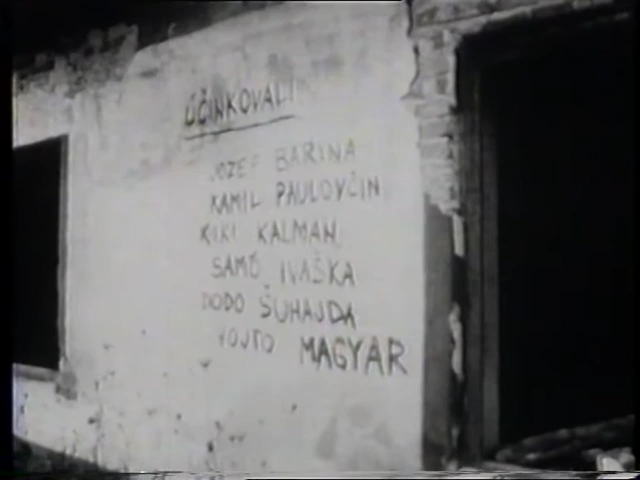 ÚČINKOVALI
JOZEF BARINA
KAMIL PAULOVČIN
KIKI KALMAN
SAMO IVAŠKA
DODO ŠUHAJDA
VOJTO MAGYAR